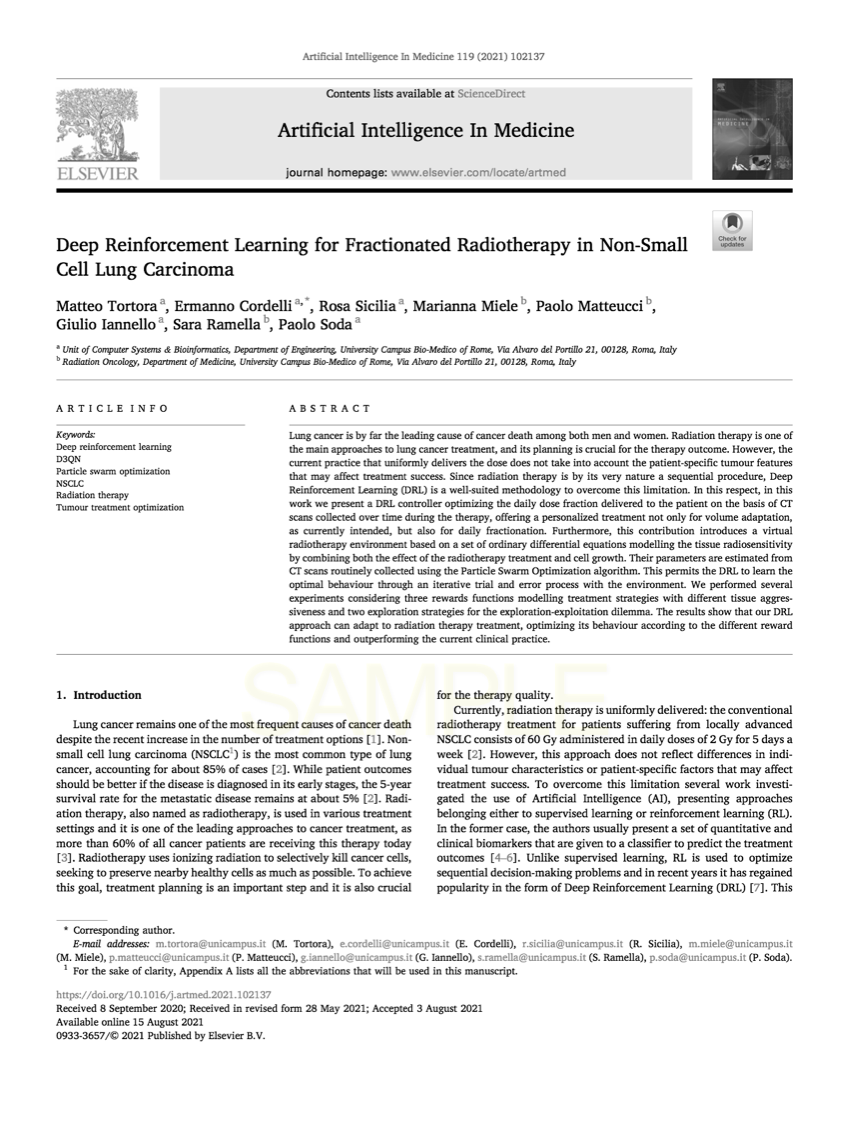 Artificial Intelligence In Medicine 119 (2021) 102137
Contents lists available at ScienceDirect
Artificial Intelligence In Medicine
journal homepage: www.elsevier.com/locate/artmed
ELSEVIER
ARTIFICIAL INTELLIGENCE IN
MEDICINE
Check for
updates
Deep Reinforcement Learning for Fractionated Radiotherapy in Non-Small
Cell Lung Carcinoma
Matteo Tortora a, Ermanno Cordelli a,*, Rosa Sicilia a, Marianna Miele b, Paolo Matteucci b,
Giulio Iannello a, Sara Ramella b, Paolo Soda a
a Unit of Computer Systems & Bioinformatics, Department of Engineering, University Campus Bio-Medico of Rome, Via Alvaro del Portillo 21, 00128, Roma, Italy
b Radiation Oncology, Department of Medicine, University Campus Bio-Medico of Rome, Via Alvaro del Portillo 21, 00128, Roma, Italy
ARTICLE INFO
Keywords:
Deep reinforcement learning
D3QN
Particle swarm optimization
NSCLC
Radiation therapy
Tumour treatment optimization
ABSTRACT
Lung cancer is by far the leading cause of cancer death among both men and women. Radiation therapy is one of
the main approaches to lung cancer treatment, and its planning is crucial for the therapy outcome. However, the
current practice that uniformly delivers the dose does not take into account the patient-specific tumour features
that may affect treatment success. Since radiation therapy is by its very nature a sequential procedure, Deep
Reinforcement Learning (DRL) is a well-suited methodology to overcome this limitation. In this respect, in this
work we present a DRL controller optimizing the daily dose fraction delivered to the patient on the basis of CT
scans collected over time during the therapy, offering a personalized treatment not only for volume adaptation,
as currently intended, but also for daily fractionation. Furthermore, this contribution introduces a virtual
radiotherapy environment based on a set of ordinary differential equations modelling the tissue radiosensitivity
by combining both the effect of the radiotherapy treatment and cell growth. Their parameters are estimated from
CT scans routinely collected using the Particle Swarm Optimization algorithm. This permits the DRL to learn the
optimal behaviour through an iterative trial and error process with the environment. We performed several
experiments considering three rewards functions modelling treatment strategies with different tissue aggres-
siveness and two exploration strategies for the exploration-exploitation dilemma. The results show that our DRL
approach can adapt to radiation therapy treatment, optimizing its behaviour according to the different reward
functions and outperforming the current clinical practice.
SAMPLE
1. Introduction
Lung cancer remains one of the most frequent causes of cancer death
despite the recent increase in the number of treatment options [1]. Non-
small cell lung carcinoma (NSCLC1) is the most common type of lung
cancer, accounting for about 85% of cases [2]. While patient outcomes
should be better if the disease is diagnosed in its early stages, the 5-year
survival rate for the metastatic disease remains at about 5% [2]. Radi-
ation therapy, also named as radiotherapy, is used in various treatment
settings and it is one of the leading approaches to cancer treatment, as
more than 60% of all cancer patients are receiving this therapy today
[3]. Radiotherapy uses ionizing radiation to selectively kill cancer cells,
seeking to preserve nearby healthy cells as much as possible. To achieve
this goal, treatment planning is an important step and it is also crucial
for the therapy quality.
Currently, radiation therapy is uniformly delivered: the conventional
radiotherapy treatment for patients suffering from locally advanced
NSCLC consists of 60 Gy administered in daily doses of 2 Gy for 5 days a
week [2]. However, this approach does not reflect differences in indi-
vidual tumour characteristics or patient-specific factors that may affect
treatment success. To overcome this limitation several work investi-
gated the use of Artificial Intelligence (AI), presenting approaches
belonging either to supervised learning or reinforcement learning (RL).
In the former case, the authors usually present a set of quantitative and
clinical biomarkers that are given to a classifier to predict the treatment
outcomes [4–6]. Unlike supervised learning, RL is used to optimize
sequential decision-making problems and in recent years it has regained
popularity in the form of Deep Reinforcement Learning (DRL) [7]. This
* Corresponding author.
E-mail addresses: m.tortora@unicampus.it (M. Tortora), e.cordelli@unicampus.it (E. Cordelli), r.sicilia@unicampus.it (R. Sicilia), m.miele@unicampus.it
(M. Miele), p.matteucci@unicampus.it (P. Matteucci), g.iannello@unicampus.it (G. Iannello), s.ramella@unicampus.it (S. Ramella), p.soda@unicampus.it (P. Soda).
1 For the sake of clarity, Appendix A lists all the abbreviations that will be used in this manuscript.
https://doi.org/10.1016/j.artmed.2021.102137
Received 8 September 2020; Received in revised form 28 May 2021; Accepted 3 August 2021
Available online 15 August 2021
0933-3657/© 2021 Published by Elsevier B.V.